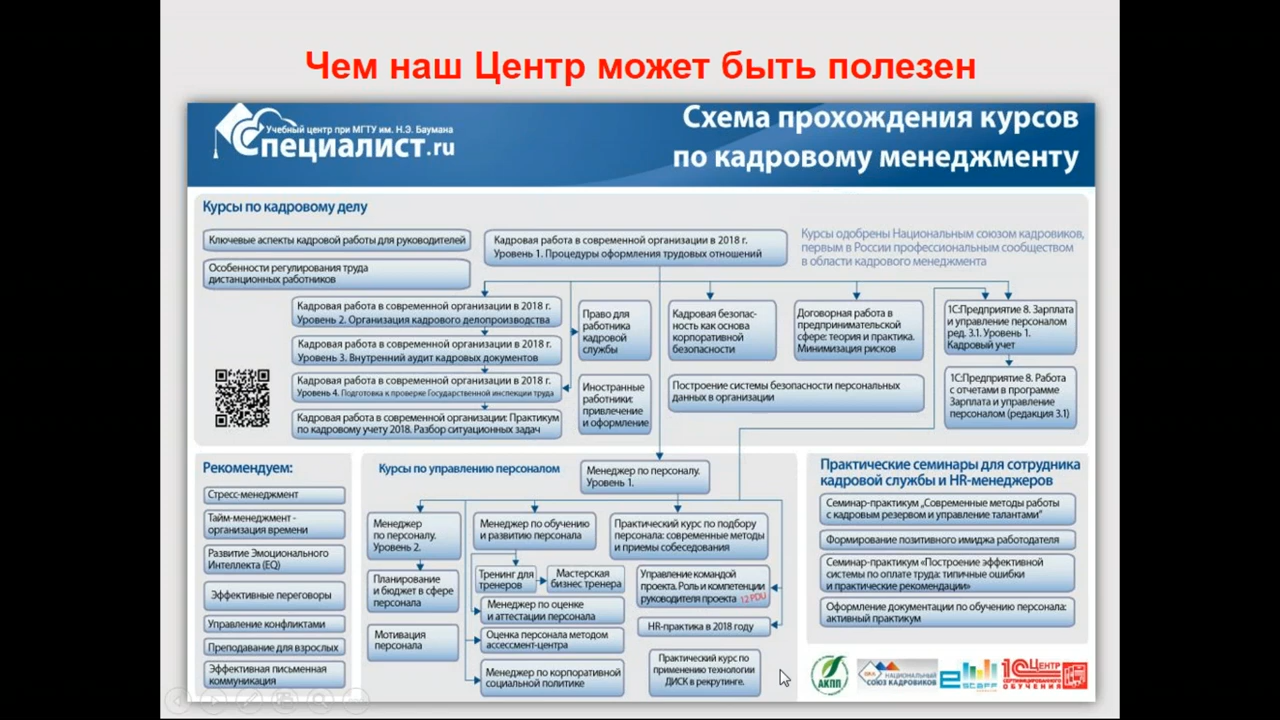 Чем наш Центр может быть полезен
Учебный центр при МГТУ им. Н.Э. Баумана
Специалист.ru
Схема прохождения курсов
по кадровому менеджменту
Курсы по кадровому делу
Ключевые аспекты кадровой работы для руководителей
Особенности регулирования труда
дистанционных работников
Кадровая работа в современной организации в 2018 г.
Уровень 1. Процедуры оформления трудовых отношений
Курсы одобрены Национальным союзом кадровиков,
первым в России профессиональным сообществом
в области кадрового менеджмента
Кадровая работа в современной организации в 2018 г.
Уровень 2. Организация кадрового делопроизводства
Кадровая работа в современной организации в 2018 г.
Уровень 3. Внутренний аудит кадровых документов
Кадровая работа в современной организации в 2018 г.
Уровень 4. Подготовка к проверке Государственной инспекции труда
Кадровая работа в современной организации: Практикум
по кадровому учету 2018. Разбор ситуационных задач
Право для
работника
кадровой
службы
Иностранные
работники:
привлечение
и оформление
Кадровая безопас-
ность как основа
корпоративной
безопасности
Договорная работа в
предпринимательской
сфере: теория и практика.
Минимизация рисков
Построение системы безопасности персональных
данных в организации
1С:Предприятие 8. Зарплата
и управление персоналом
ред. 3.1. Уровень 1.
Кадровый учет
1С:Предприятие 8. Работа
с отчетами в программе
Зарплата и управление
персоналом (редакция 3.1)
Рекомендуем:
Стресс-менеджмент
Тайм-менеджмент -
организация времени
Развитие Эмоционального
Интеллекта (EQ)
Эффективные переговоры
Управление конфликтами
Преподавание для взрослых
Эффективная письменная
коммуникация
Курсы по управлению персоналом
Менеджер по персоналу.
Уровень 1.
Менеджер
по персоналу.
Уровень 2.
Планирование
и бюджет в сфере
персонала
Мотивация
персонала
Менеджер по обучению
и развитию персонала
Тренинг для
тренеров
Мастерская
бизнес тренера
Менеджер по оценке
и аттестации персонала
Оценка персонала методом
ассессмент-центра
Менеджер по корпоративной
социальной политике
Практический курс по подбору
персонала: современные методы
и приемы собеседования
Управление командой
проекта. Роль и компетенции
руководителя проекта 12 PDU
HR-практика в 2018 году
Практический курс по
применению технологии
ДИСК в рекрутинге.
Практические семинары для сотрудника
кадровой службы и HR-менеджеров
Семинар-практикум „Современные методы работы
с кадровым резервом и управление талантами"
Формирование позитивного имиджа работодателя
Семинар-практикум «Построение эффективной
системы по оплате труда: типичные ошибки
и практические рекомендации»
Оформление документации по обучению персонала:
активный практикум
АКПП
НАЦИОНАЛЬНЫЙ
СОЮЗ КАДРОВИКОВ
1С ЦЕНТР
СЕРТИФИЦИРОВАННОГО
ОБУЧЕНИЯ